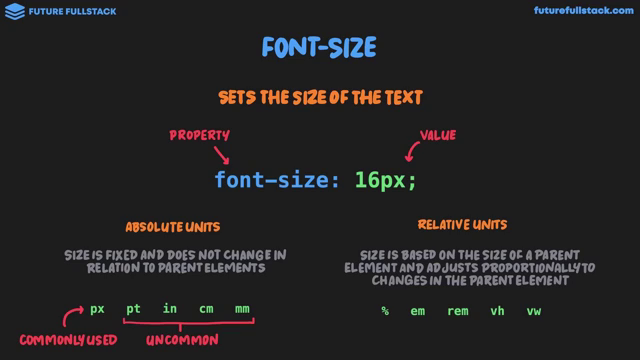 FUTURE FULLSTACK
futurefullstack.com
FONT-SIZE
SETS THE SIZE OF THE TEXT
PROPERTY
VALUE
font-size: 16px;
ABSOLUTE UNITS
SIZE IS FIXED AND DOES NOT CHANGE IN
RELATION TO PARENT ELEMENTS
px pt in cm mm
COMMONLY USED
UNCOMMON
RELATIVE UNITS
SIZE IS BASED ON THE SIZE OF A PARENT
ELEMENT AND ADJUSTS PROPORTIONALLY TO
CHANGES IN THE PARENT ELEMENT
% em rem vh vw